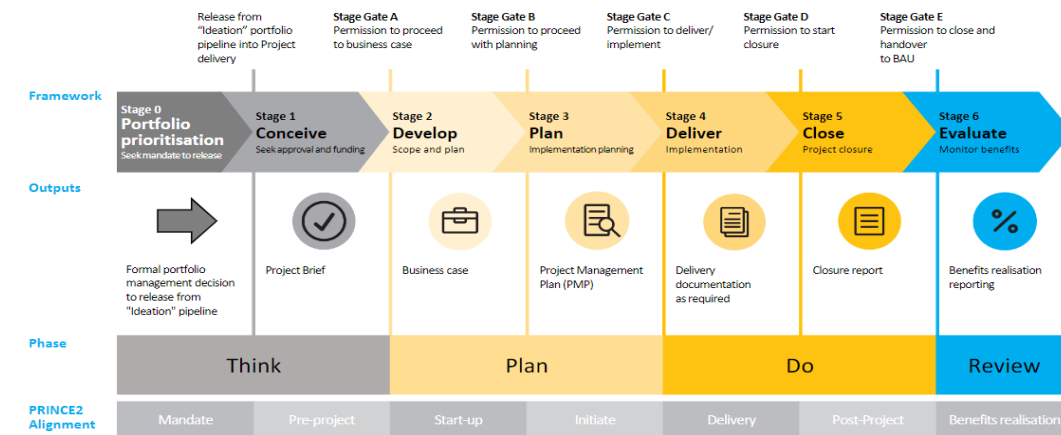 Release from
"Ideation" portfolio
pipeline into Project
delivery
Stage Gate A
Permission to proceed
to business case
Stage Gate B
Permission to proceed
with planning
Stage Gate C
Permission to deliver/
implement
Stage Gate D
Permission to start
closure
Stage Gate E
Permission to close and
handover
to BAU
Framework
Stage 0
Portfolio
prioritisation
Seek mandate to release
Stage 1
Conceive
Seek approval and funding
Stage 2
Develop
Scope and plan
Stage 3
Plan
Implementation planning
Stage 4
Deliver
Implementation
Stage 5
Close
Project closure
Stage 6
Evaluate
Monitor benefits
Outputs
Formal portfolio
management decision
to release from
"Ideation" pipeline
Project Brief
Business case
Project Management
Plan (PMP)
Delivery
documentation
as required
Closure report
Benefits realisation
reporting
Phase
Think
Plan
Do
Review
PRINCE2
Alignment
Mandate
Pre-project
Start-up
Initiate
Delivery
Post-Project
Benefits realisation